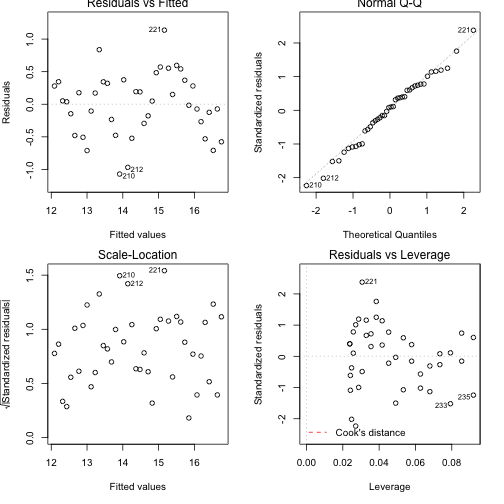 Residuals vs Fitted
Residuals
1.0
0.5
0.0
-0.5
-1.0
221
212
210
12 13 14 15 16
Fitted values
Normal Q-Q
Standardized residuals
2
1
0
-1
-2
221
212
210
-2 -1 0 1 2
Theoretical Quantiles
Scale-Location
√|Standardized residuals|
1.5
1.0
0.5
0.0
210
221
212
12 13 14 15 16
Fitted values
Residuals vs Leverage
Standardized residuals
2
1
0
-1
-2
221
235
233
Cook's distance
0.00 0.02 0.04 0.06 0.08
Leverage